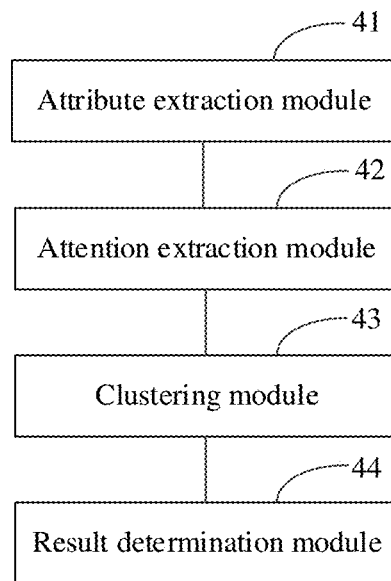 41
Attribute extraction module
42
Attention extraction module
43
Clustering module
44
Result determination module